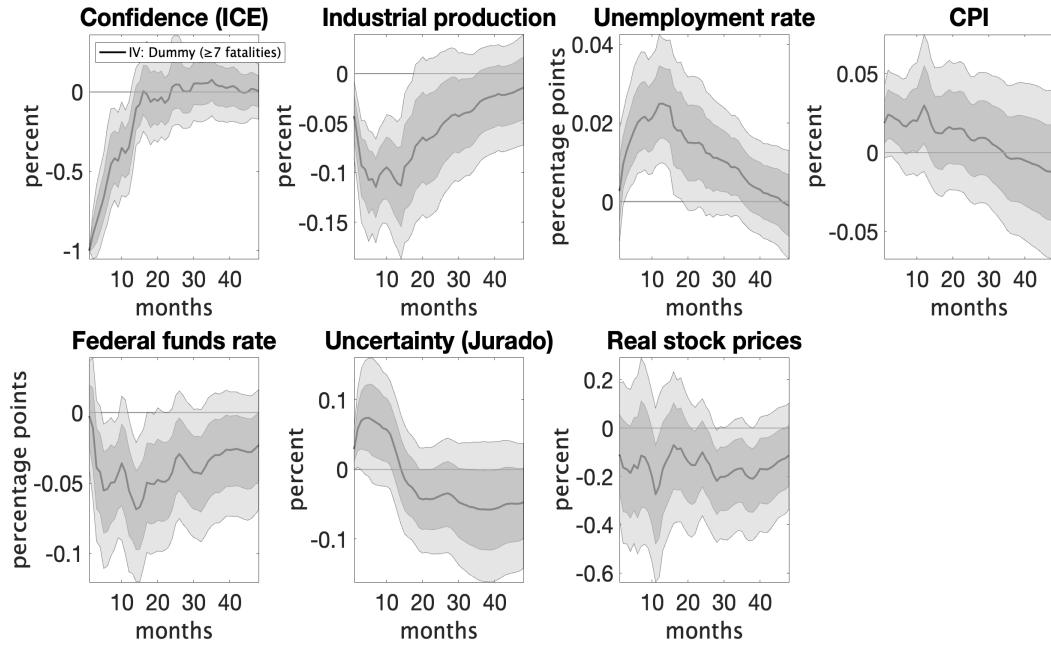 Confidence (ICE)
IV: Dummy (≥7 fatalities)
percent
0
-0.5
-1
10 20 30 40
months
Industrial production
percent
0
-0.05
-0.1
-0.15
10 20 30 40
months
Unemployment rate
percentage points
0.04
0.02
0
10 20 30 40
months
CPI
percent
0.05
0
-0.05
10 20 30 40
months
Federal funds rate
percentage points
0
-0.05
-0.1
10 20 30 40
months
Uncertainty (Jurado)
percent
0.1
0
-0.1
10 20 30 40
months
Real stock prices
percent
0.2
0
-0.2
-0.4
-0.6
10 20 30 40
months